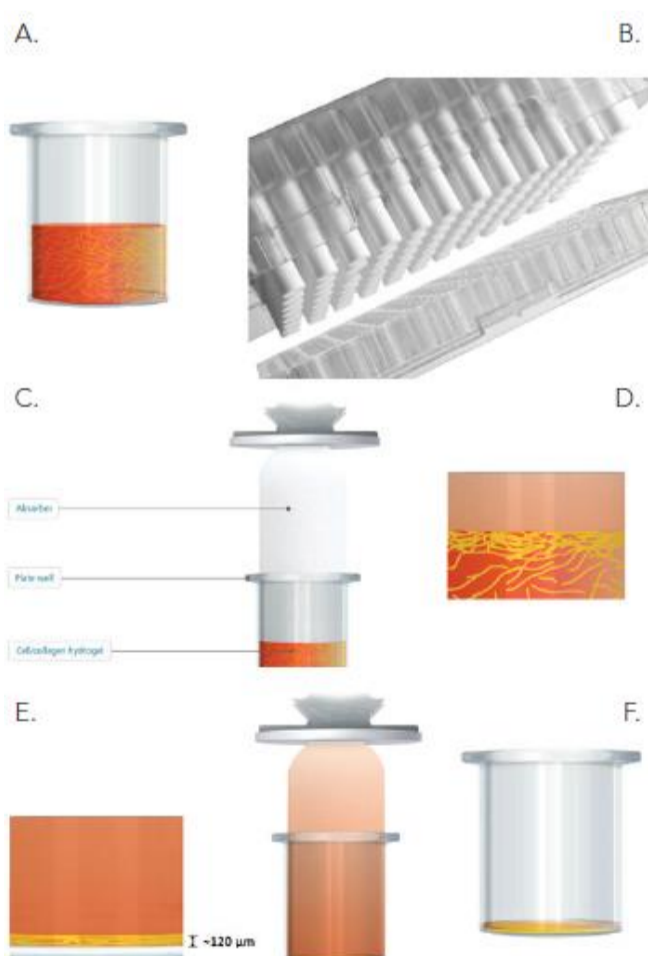 A.
B.
C.
D.
Absorber
Plate well
Cell/collagen hydrogel
E.
F.
~120 µm